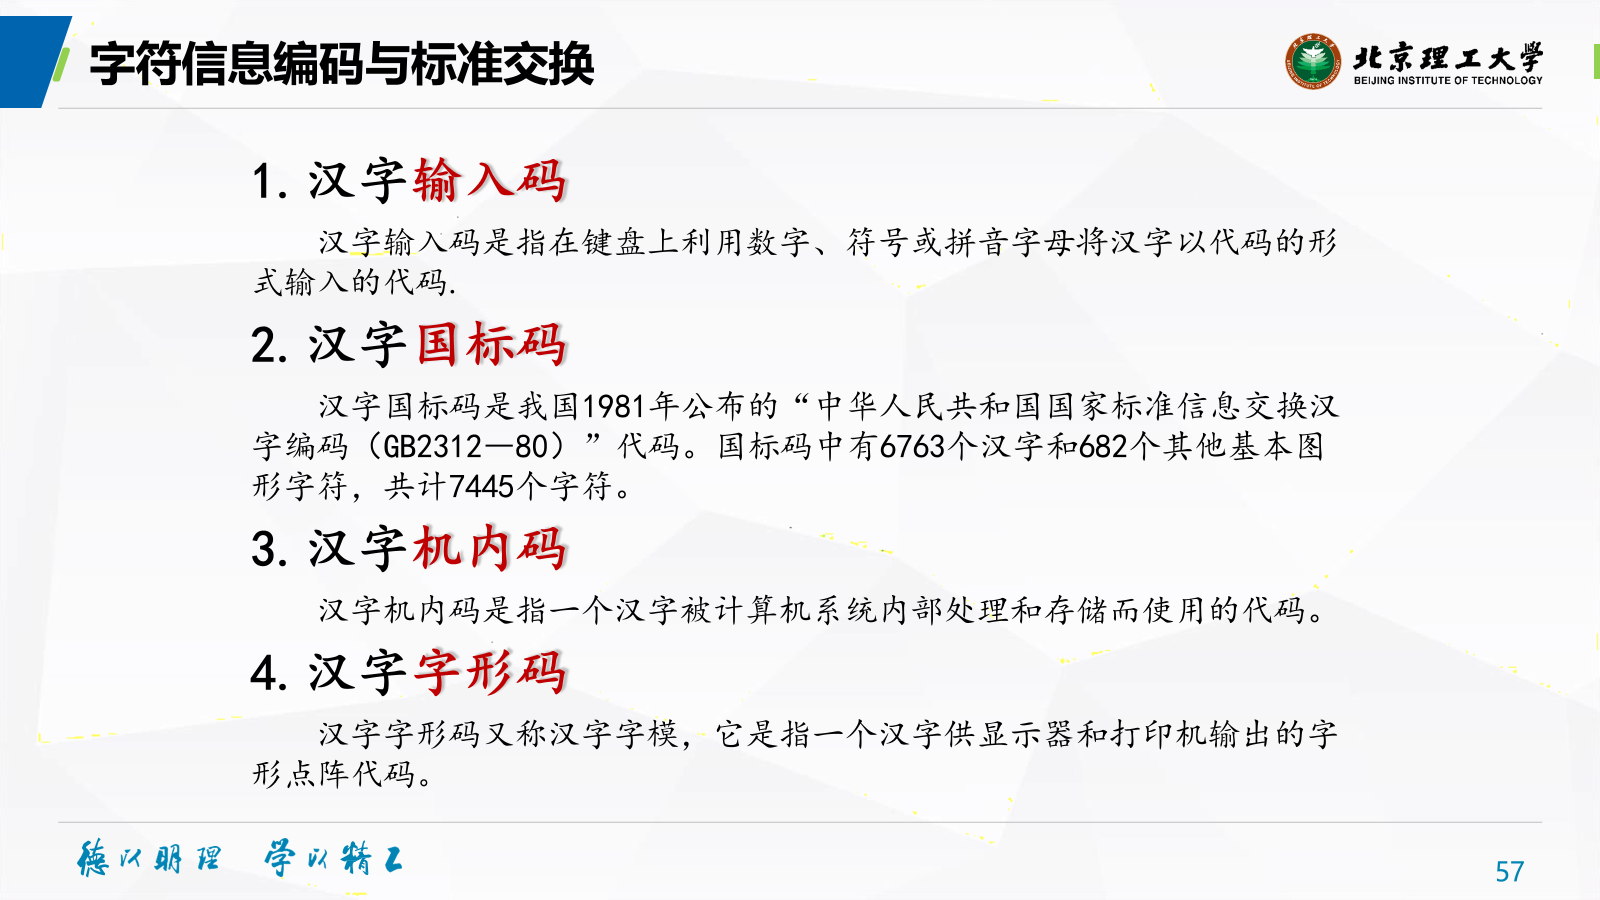 字符信息编码与标准交换
北京理工大学
BEIJING INSTITUTE OF TECHNOLOGY
1. 汉字输入码
汉字输入码是指在键盘上利用数字、符号或拼音字母将汉字以代码的形
式输入的代码.
2. 汉字国标码
汉字国标码是我国1981年公布的“中华人民共和国国家标准信息交换汉
字编码（GB2312—80）”代码。国标码中有6763个汉字和682个其他基本图
形字符，共计7445个字符。
3. 汉字机内码
汉字机内码是指一个汉字被计算机系统内部处理和存储而使用的代码。
4. 汉字字形码
汉字字形码又称汉字字模，它是指一个汉字供显示器和打印机输出的字
形点阵代码。
德以明理 学以精工
57